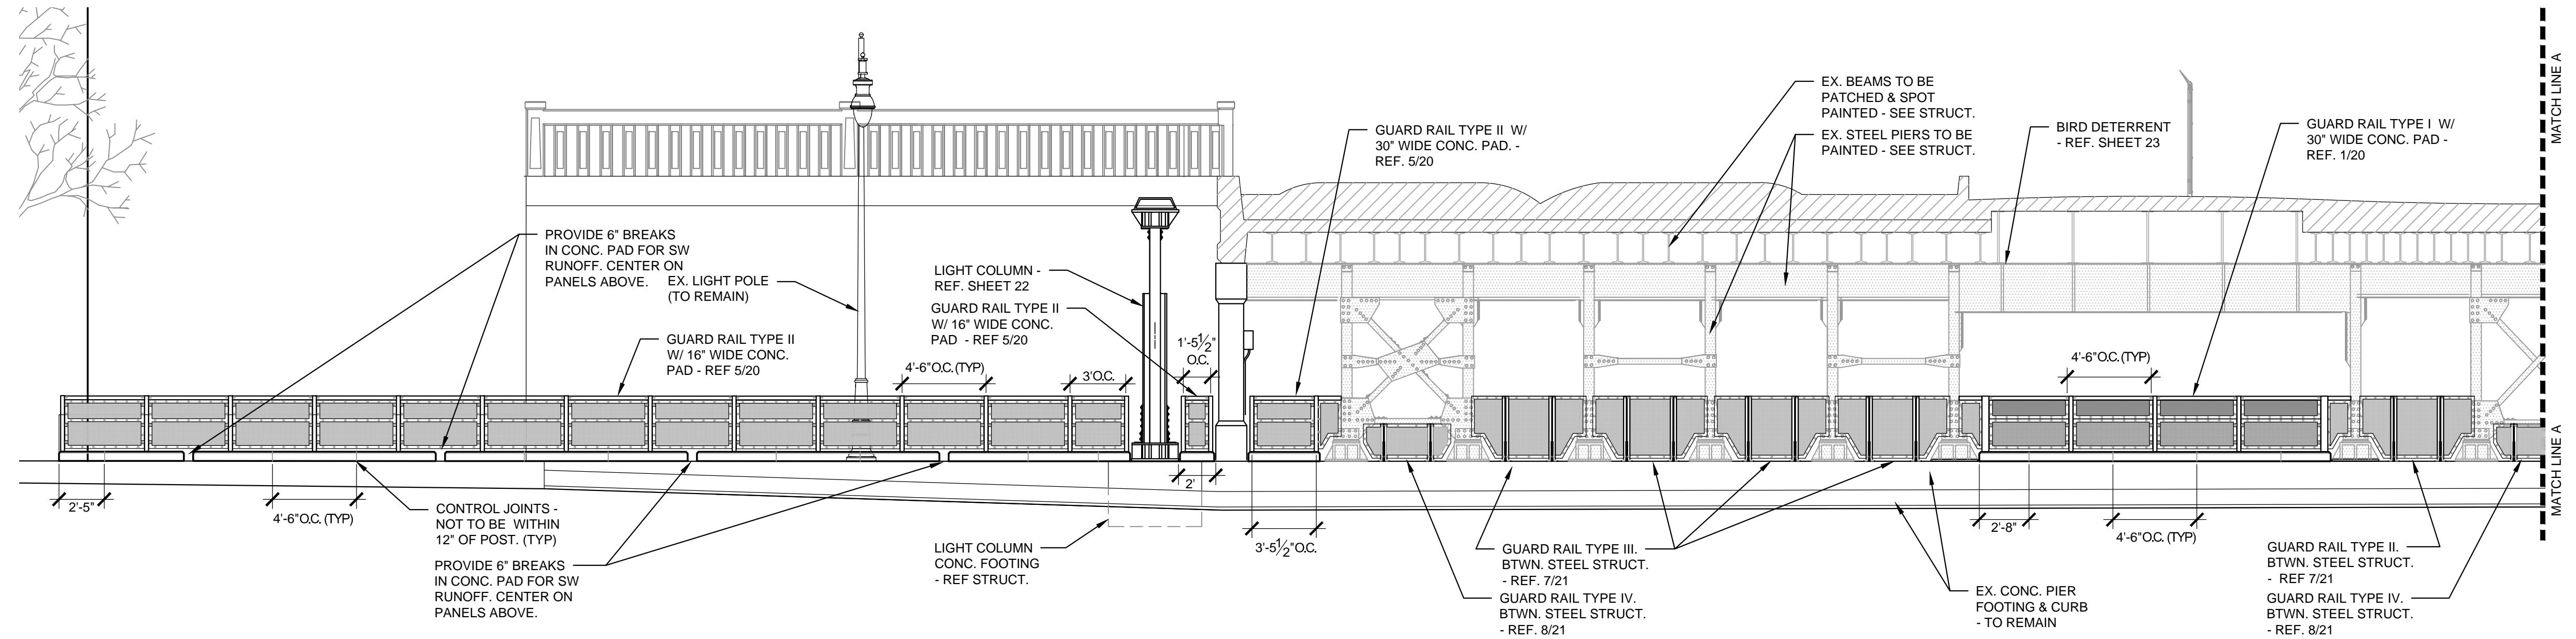 EX. BEAMS TO BE
PATCHED & SPOT
PAINTED - SEE STRUCT.
EX. STEEL PIERS TO BE
PAINTED - SEE STRUCT.
GUARD RAIL TYPE II  W/
30" WIDE CONC. PAD. -
REF. 5/20
BIRD DETERRENT
- REF. SHEET 23
GUARD RAIL TYPE I  W/
30" WIDE CONC. PAD -
REF. 1/20
MATCH LINE A
PROVIDE 6" BREAKS
IN CONC. PAD FOR SW
RUNOFF. CENTER ON
PANELS ABOVE.
EX. LIGHT POLE
(TO REMAIN)
LIGHT COLUMN -
REF. SHEET 22
GUARD RAIL TYPE II
W/ 16" WIDE CONC.
PAD  - REF 5/20
GUARD RAIL TYPE II
W/ 16" WIDE CONC.
PAD - REF 5/20
1'-5 1/2"
O.C.
4'-6"O.C. (TYP)
3'O.C.
4'-6"O.C. (TYP)
MATCH LINE A
2'-5"
4'-6"O.C. (TYP)
CONTROL JOINTS -
NOT TO BE  WITHIN
12" OF POST. (TYP)
PROVIDE 6" BREAKS
IN CONC. PAD FOR SW
RUNOFF. CENTER ON
PANELS ABOVE.
LIGHT COLUMN
CONC. FOOTING
- REF STRUCT.
2'
3'-5 1/2"O.C.
GUARD RAIL TYPE III.
BTWN. STEEL STRUCT.
- REF. 7/21
GUARD RAIL TYPE IV.
BTWN. STEEL STRUCT.
- REF. 8/21
2'-8"
4'-6"O.C. (TYP)
EX. CONC. PIER
FOOTING & CURB
- TO REMAIN
GUARD RAIL TYPE II.
BTWN. STEEL STRUCT.
-  REF 7/21
GUARD RAIL TYPE IV.
BTWN. STEEL STRUCT.
- REF. 8/21